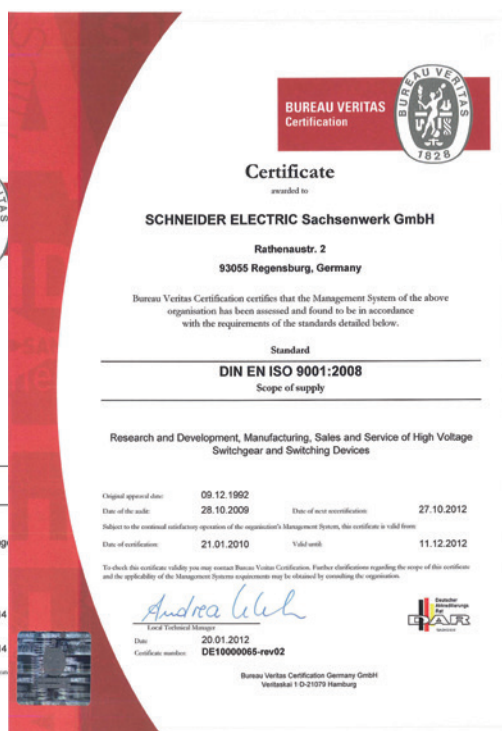 BUREAU VERITAS
Certification
BUREAU VERITAS
1828
Certificate
awarded to
SCHNEIDER ELECTRIC Sachsenwerk GmbH
Rathenaustr. 2
93055 Regensburg, Germany
Bureau Veritas Certification certifies that the Management System of the above
organisation has been assessed and found to be in accordance
with the requirements of the standards detailed below.
Standard
DIN EN ISO 9001:2008
Scope of supply
Research and Development, Manufacturing, Sales and Service of High Voltage
Switchgear and Switching Devices
Original approval date: 09.12.1992
Date of the audit: 28.10.2009 Date of next recertification: 27.10.2012
Subject to the continual satisfactory operation of the organisation's Management System, this certificate is valid from:
Date of certification: 21.01.2010 Valid until: 11.12.2012
To check this certificate validity you may contact Bureau Veritas Certification. Further clarifications regarding the scope of this certificate
and the applicability of the Management Systems requirements may be obtained by consulting the organisation.
Andrea
Local Technical Manager
Deutscher
Akkreditierungs
Rat
DAR
Date 20.01.2012
Certificate number: DE10000065-rev02
Bureau Veritas Certification Germany GmbH
Veritaskai 1 D-21079 Hamburg